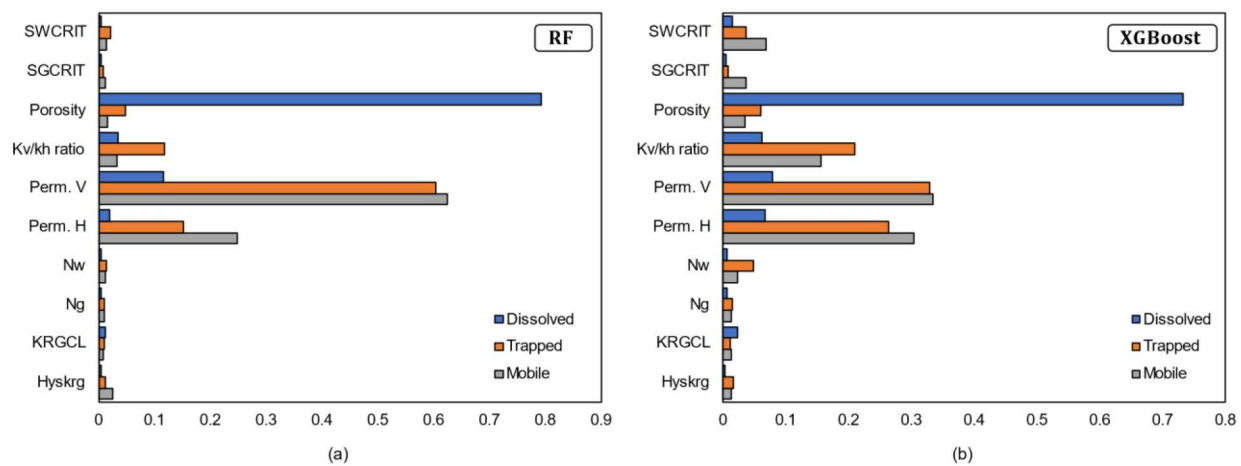 RF
SWCRIT
SGCRIT
Porosity
Kv/kh ratio
Perm. V
Perm. H
Nw
Ng
KRGCL
Hyskrg
Dissolved
Trapped
Mobile
0 0.1 0.2 0.3 0.4 0.5 0.6 0.7 0.8 0.9
(a)
XGBoost
SWCRIT
SGCRIT
Porosity
Kv/kh ratio
Perm. V
Perm. H
Nw
Ng
KRGCL
Hyskrg
Dissolved
Trapped
Mobile
0 0.1 0.2 0.3 0.4 0.5 0.6 0.7 0.8
(b)